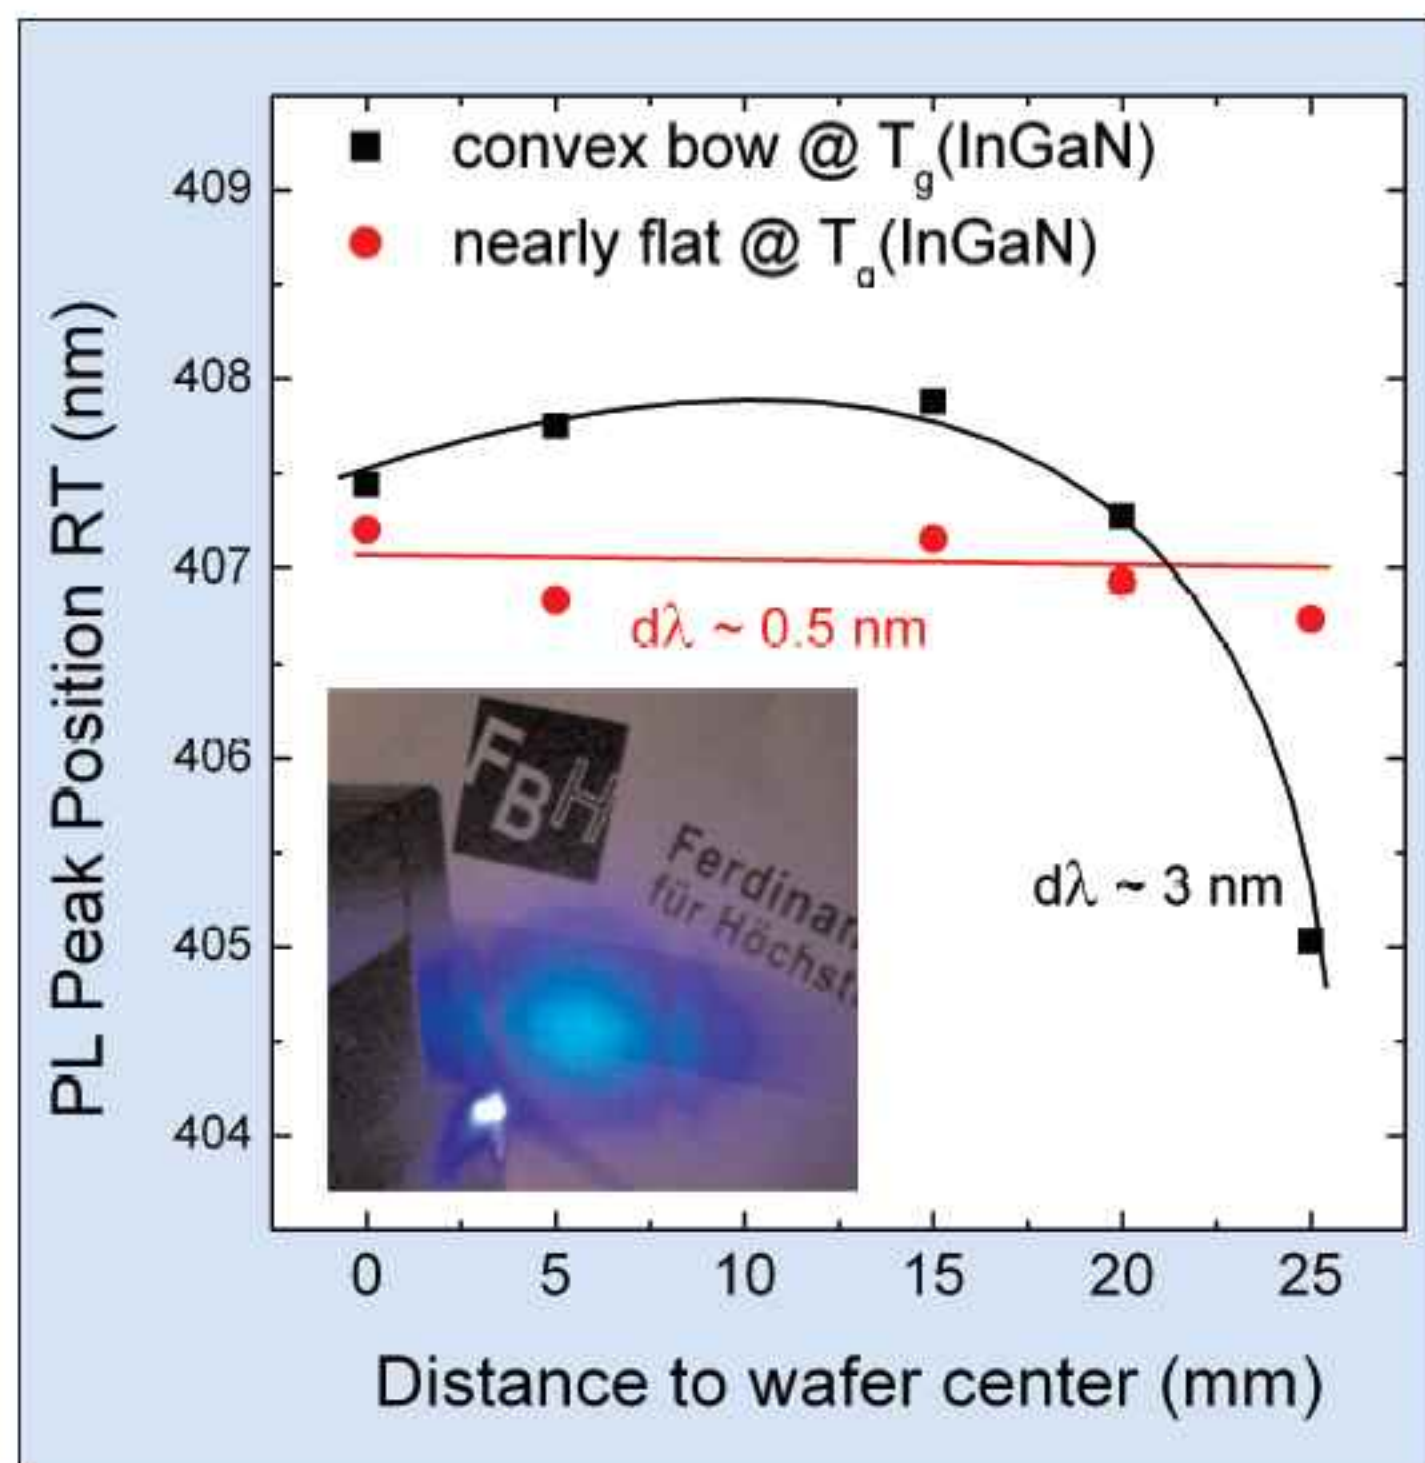 convex bow @ Tg(InGaN)
nearly flat @ Tg(InGaN)
409
408
407
406
405
404
PL Peak Position RT (nm)
dλ ~ 0.5 nm
dλ ~ 3 nm
FBH
Ferdinan
für Höchst
0 5 10 15 20 25
Distance to wafer center (mm)